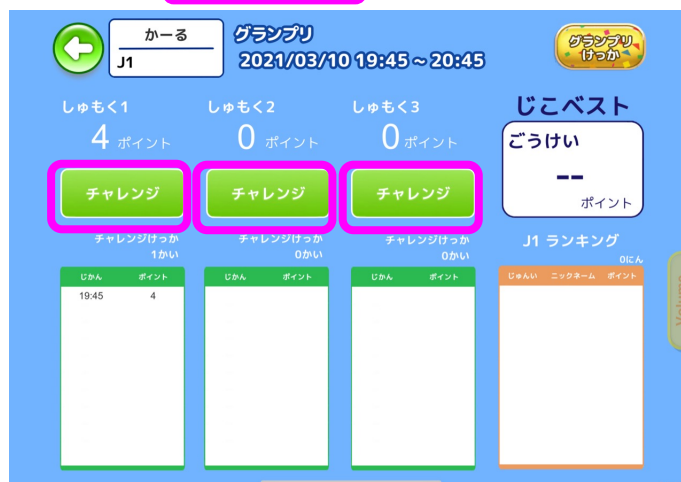 かーる
J1
グランプリ
2021/03/10 19:45 ~ 20:45
グランプリ
けっか
しゅもく1
4 ポイント
チャレンジ
チャレンジけっか
1かい
じかん ポイント
19:45 4
しゅもく2
0 ポイント
チャレンジ
チャレンジけっか
0かい
じかん ポイント
しゅもく3
0 ポイント
チャレンジ
チャレンジけっか
0かい
じかん ポイント
じこベスト
ごうけい
--
ポイント
J1 ランキング
0にん
じゅんい ニックネーム ポイント
Volume